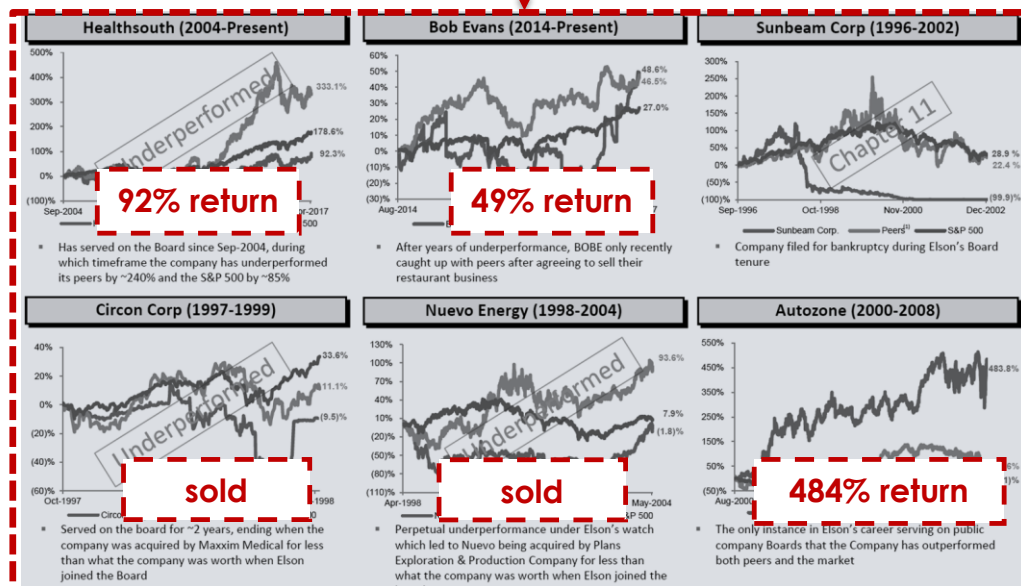 Healthsouth (2004-Present)
500%
400%
300%
200%
100%
0%
(100)%
Underperformed
333.1%
178.6%
92.3%
Sep-2004
pr-2017
500
92% return
▪ Has served on the Board since Sep-2004, during
which timeframe the company has underperformed
its peers by ~240% and the S&P 500 by ~85%
Bob Evans (2014-Present)
60%
50%
40%
30%
20%
10%
0%
(10)%
(20)%
(30)%
48.6%
46.5%
27.0%
Aug-2014
49% return
▪ After years of underperformance, BOBE only recently
caught up with peers after agreeing to sell their
restaurant business
Sunbeam Corp (1996-2002)
300%
250%
200%
150%
100%
50%
0%
(50)%
(100)%
Chapter 11
28.9 %
22.4 %
(99.9)%
Sep-1996
Oct-1998
Nov-2000
Dec-2002
Sunbeam Corp. Peers(1) S&P 500
▪ Company filed for bankruptcy during Elson's Board
tenure
Circon Corp (1997-1999)
40%
20%
0%
(20)%
(40)%
(60)%
Underperformed
33.6%
11.1%
(9.5)%
Oct-1997
-1998
Circo
00
sold
▪ Served on the board for ~2 years, ending when the
company was acquired by Maxxim Medical for less
than what the company was worth when Elson
joined the Board
Nuevo Energy (1998-2004)
130%
100%
70%
40%
10%
(20)%
(50)%
(80)%
(110)%
Underperformed
93.6%
7.9%
(1.8)%
Apr-1998
May-2004
&P 500
sold
▪ Perpetual underperformance under Elson's watch
which led to Nuevo being acquired by Plans
Exploration & Production Company for less than
what the company was worth when Elson joined the
Autozone (2000-2008)
550%
450%
350%
250%
150%
50%
(50)%
483.8%
6%
)%
Aug-2000
484% return
▪ The only instance in Elson's career serving on public
company Boards that the Company has outperformed
both peers and the market